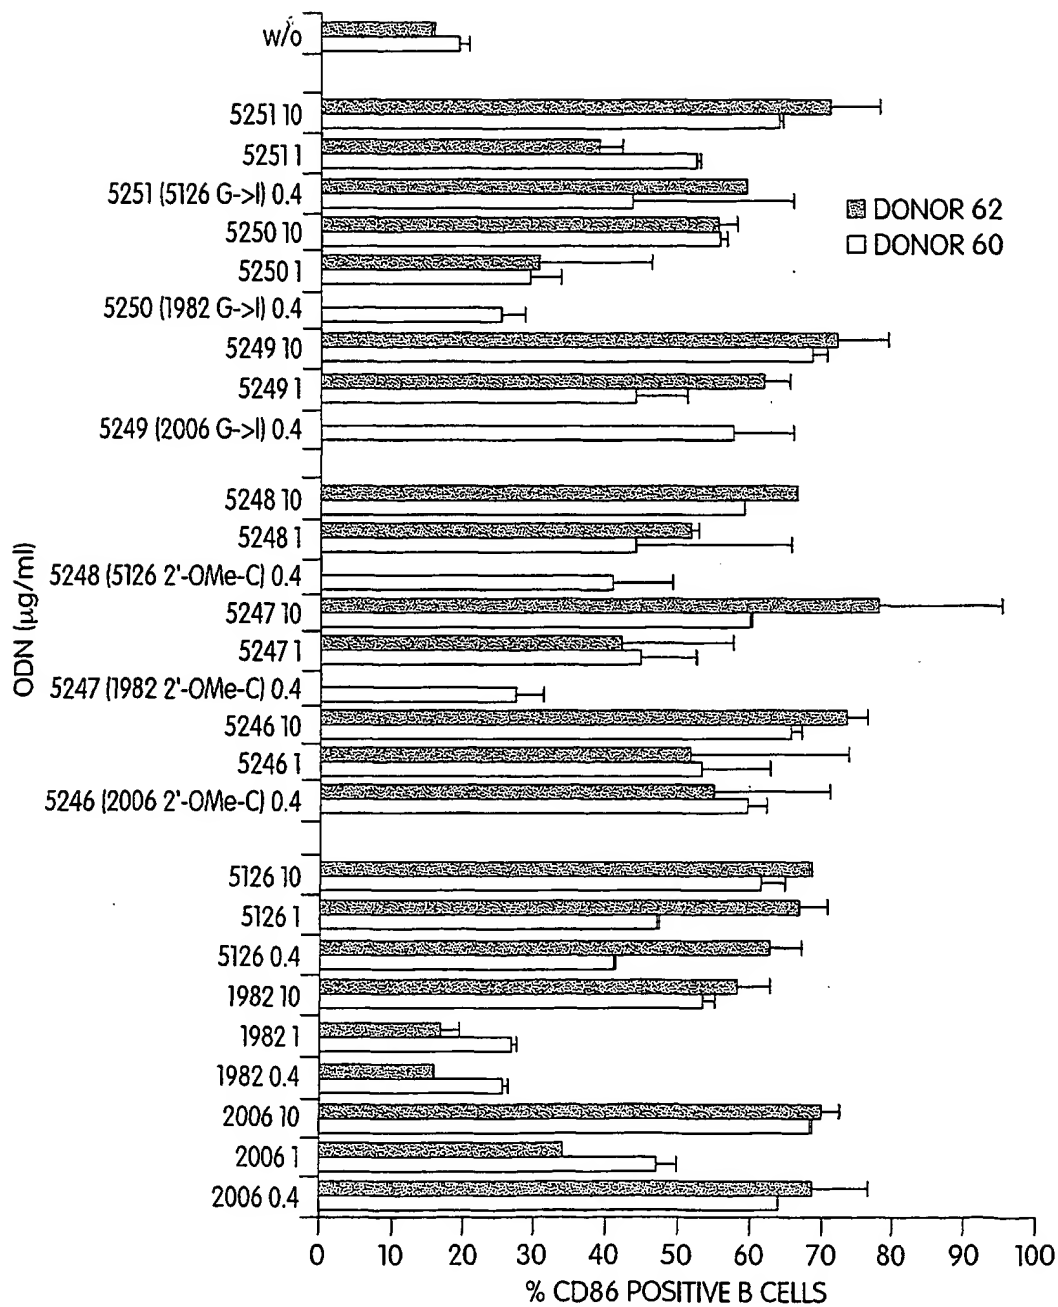 w/o
5251 10
5251 1
5251 (5126 G->I) 0.4
5250 10
5250 1
5250 (1982 G->I) 0.4
5249 10
5249 1
5249 (2006 G->I) 0.4
5248 10
5248 1
5248 (5126 2'-OMe-C) 0.4
5247 10
5247 1
5247 (1982 2'-OMe-C) 0.4
5246 10
5246 1
5246 (2006 2'-OMe-C) 0.4
5126 10
5126 1
5126 0.4
1982 10
1982 1
1982 0.4
2006 10
2006 1
2006 0.4
ODN (µg/ml)
DONOR 62
DONOR 60
0 10 20 30 40 50 60 70 80 90 100
% CD86 POSITIVE B CELLS